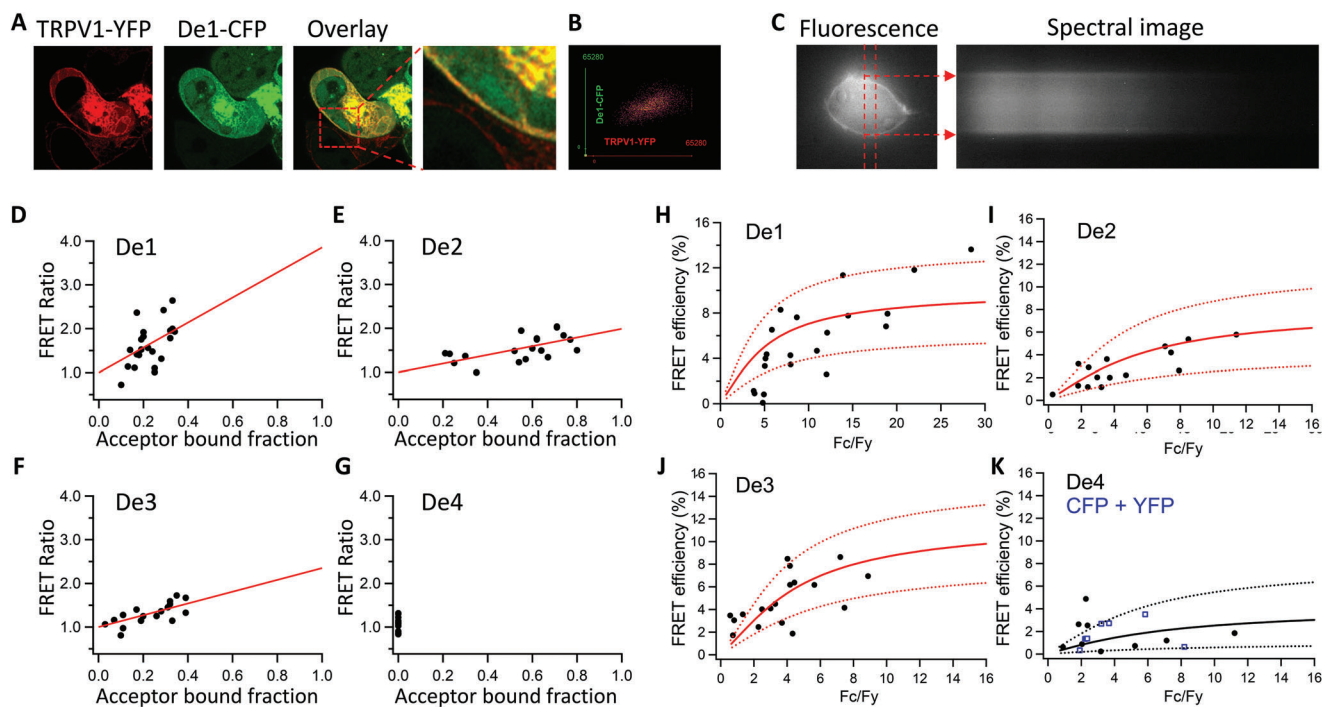 A
TRPV1-YFP De1-CFP Overlay
B
65280
De1-CFP
TRPV1-YFP
65280
C
Fluorescence Spectral image
D
De1
FRET Ratio
4.0
3.0
2.0
1.0
0.0 0.2 0.4 0.6 0.8 1.0
Acceptor bound fraction
E
De2
4.0
3.0
2.0
1.0
0.0 0.2 0.4 0.6 0.8 1.0
Acceptor bound fraction
F
De3
FRET Ratio
4.0
3.0
2.0
1.0
0.0 0.2 0.4 0.6 0.8 1.0
Acceptor bound fraction
G
De4
FRET Ratio
4.0
3.0
2.0
1.0
0.0 0.2 0.4 0.6 0.8 1.0
Acceptor bound fraction
H
De1
FRET efficiency (%)
16
12
8
4
0
0 5 10 15 20 25 30
Fc/Fy
I
De2
FRET efficiency (%)
16
14
12
10
8
6
4
2
0
0 2 4 6 8 10 12 14 16
Fc/Fy
J
De3
FRET efficiency (%)
16
14
12
10
8
6
4
2
0
0 2 4 6 8 10 12 14 16
Fc/Fy
K
De4
CFP + YFP
FRET efficiency (%)
16
14
12
10
8
6
4
2
0
0 2 4 6 8 10 12 14 16
Fc/Fy